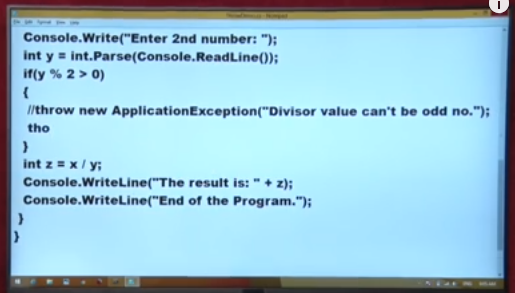 Console.Write("Enter 2nd number: ");
int y = int.Parse(Console.ReadLine());
if(y % 2 > 0)
{
//throw new ApplicationException("Divisor value can't be odd no.");
tho
}
int z = x / y;
Console.WriteLine("The result is: " + z);
Console.WriteLine("End of the Program.");
}
}